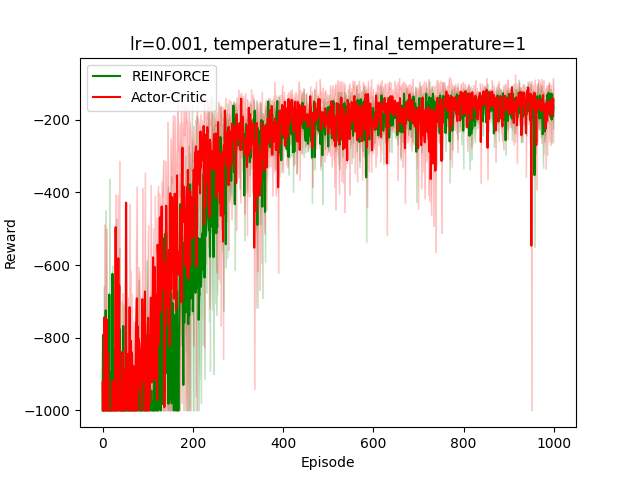 lr=0.001, temperature=1, final_temperature=1
REINFORCE
Actor-Critic
Reward
−200
−400
−600
−800
−1000
0 200 400 600 800 1000
Episode